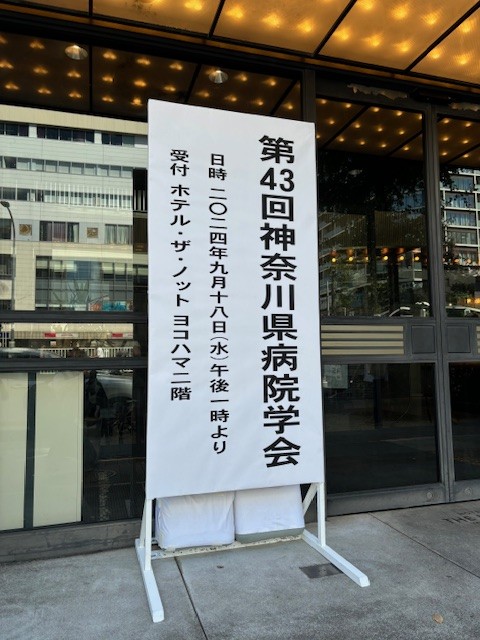 第43回神奈川県病院学会
日時 二〇二四年九月十八日(水)午後一時より
受付 ホテル・ザ・ノット ヨコハマ二階